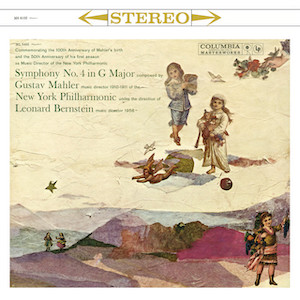 STEREO
COLUMBIA
MASTERWORKS
Commemorating the 100th Anniversary of Mahler's birth
and the 50th Anniversary of his first season
as Music Director of the New York Philharmonic
Symphony No. 4 in G Major composed by
Gustav Mahler music director 1910-1911 of the
New York Philharmonic under the direction of
Leonard Bernstein music director 1958-